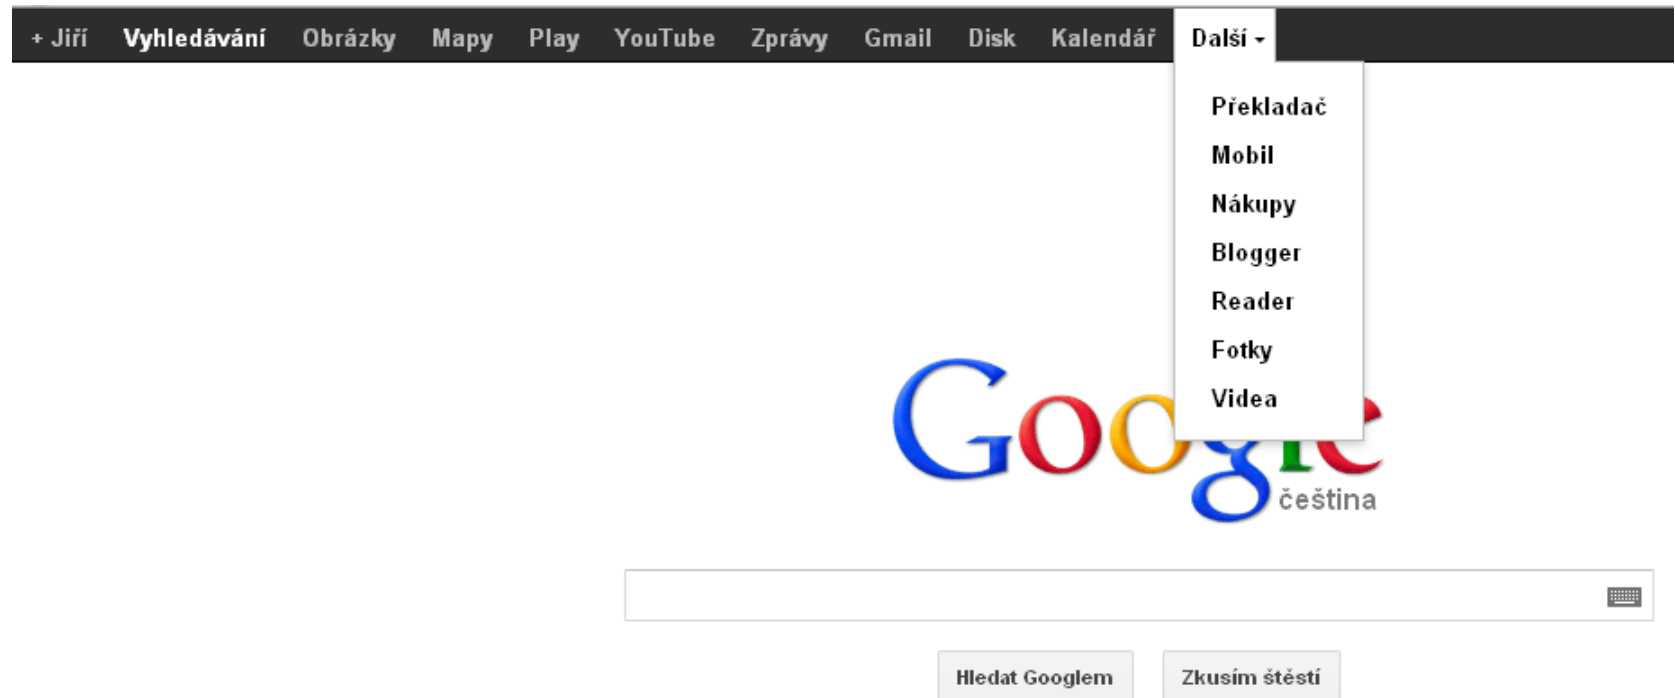 + Jiří Vyhledávání Obrázky Mapy Play YouTube Zprávy Gmail Disk Kalendář Další
Překladač
Mobil
Nákupy
Blogger
Reader
Fotky
Videa
Google
čeština
Hledat Googlem Zkusím štěstí